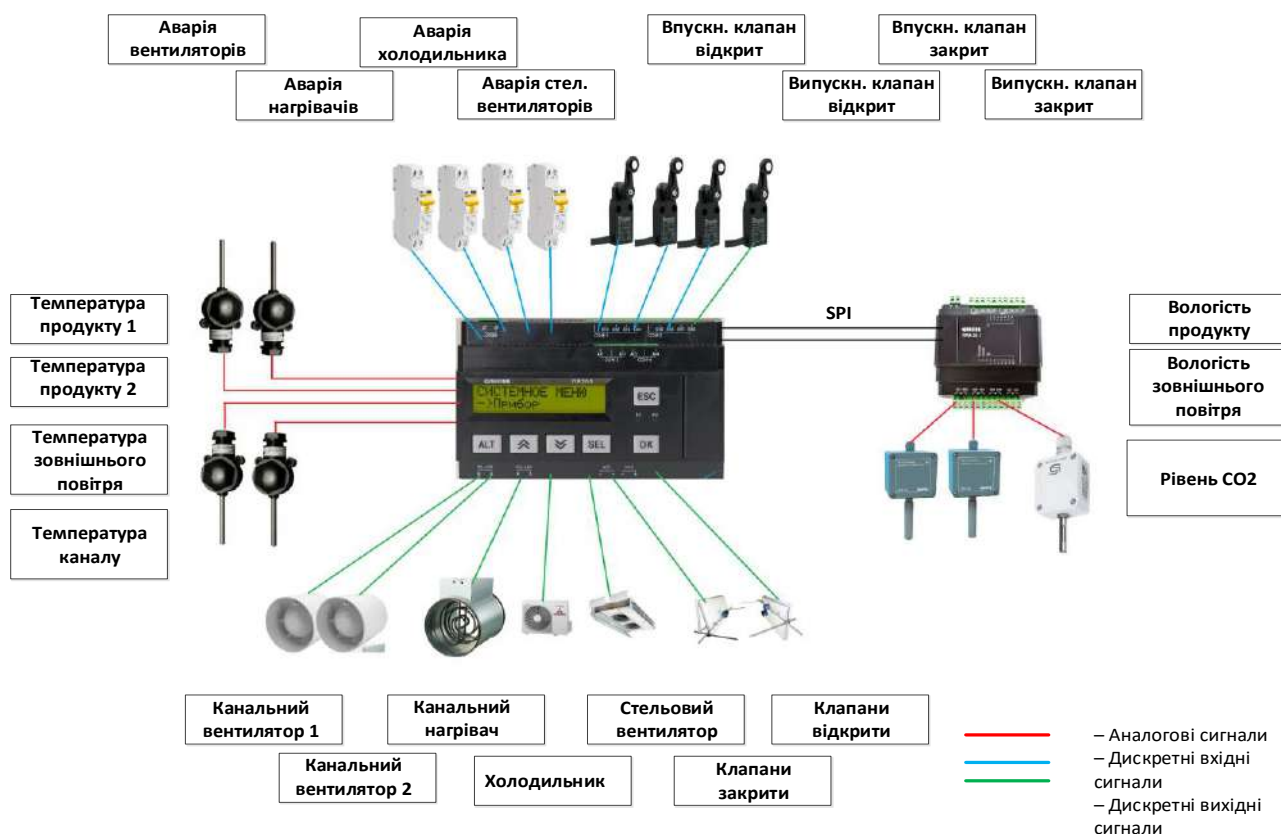 Аварія
вентиляторів
Аварія
холодильника
Впускн. клапан
відкрит
Впускн. клапан
закрит
Аварія
нагрівачів
Аварія стел.
вентиляторів
Випускн. клапан
відкрит
Випускн. клапан
закрит
Температура
продукту 1
Температура
продукту 2
Температура
зовнішнього
повітря
Температура
каналу
SPI
СИСТЕМНОЕ МЕНЮ
->Прибор
ESC
ALT
SEL
OK
Вологість
продукту
Вологість
зовнішнього
повітря
Рівень CO2
Канальний
вентилятор 1
Канальний
нагрівач
Стельовий
вентилятор
Клапани
відкрити
Канальний
вентилятор 2
Холодильник
Клапани
закрити
– Аналогові сигнали
– Дискретні вхідні
сигнали
– Дискретні вихідні
сигнали